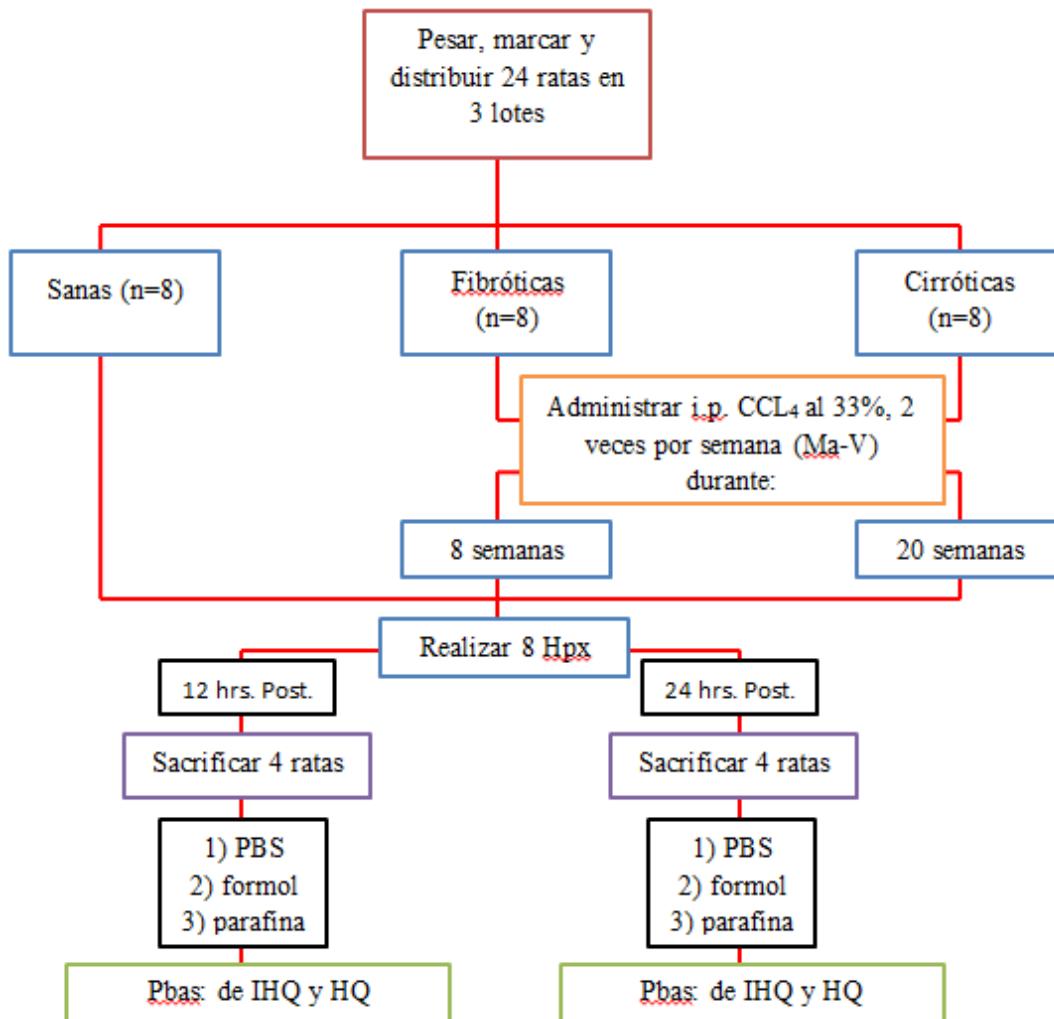 Pesar, marcar y
distribuir 24 ratas en
3 lotes
Sanas (n=8)
Fibróticas
(n=8)
Cirróticas
(n=8)
Administrar i.p. CCL₄ al 33%, 2
veces por semana (Ma-V)
durante:
8 semanas
20 semanas
Realizar 8 Hpx
12 hrs. Post.
24 hrs. Post.
Sacrificar 4 ratas
Sacrificar 4 ratas
1) PBS
2) formol
3) parafina
1) PBS
2) formol
3) parafina
Pbas: de IHQ y HQ
Pbas: de IHQ y HQ